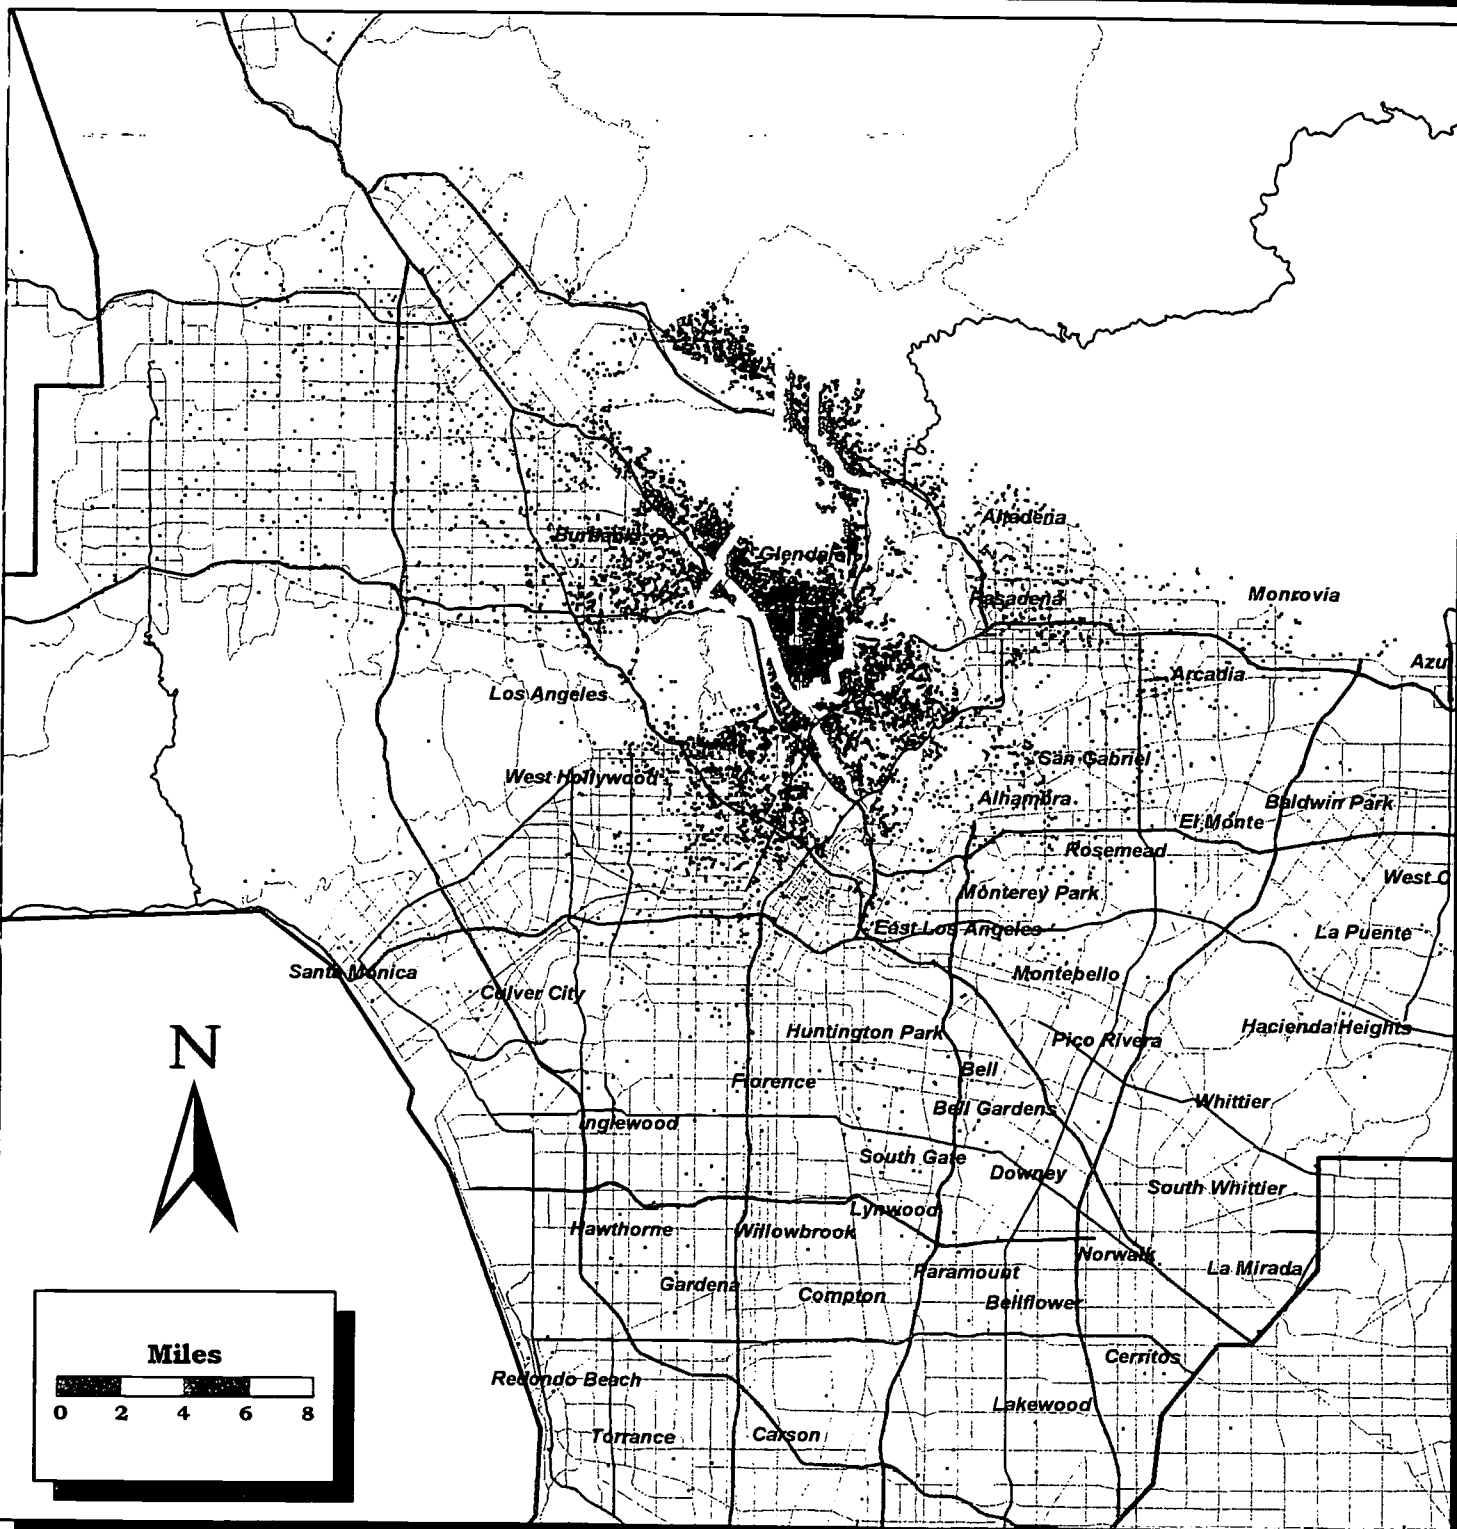 Altadena
Burbank
Glendale
Pasadena
Monrovia
Azu
Arcadia
Los Angeles
San Gabriel
West Hollywood
Alhambra
Baldwin Park
El Monte
Rosemead
West C
Monterey Park
East Los Angeles
La Puente
Santa Monica
Montebello
Culver City
Huntington Park
Hacienda Heights
Pico Rivera
N
Bell
Florence
Bell Gardens
Whittier
Inglewood
South Gate
Downey
South Whittier
Lynwood
Hawthorne
Willowbrook
Norwalk
La Mirada
Paramount
Gardena
Compton
Bellflower
Miles
Cerritos
Redondo Beach
0 2 4 6 8
Lakewood
Torrance
Carson